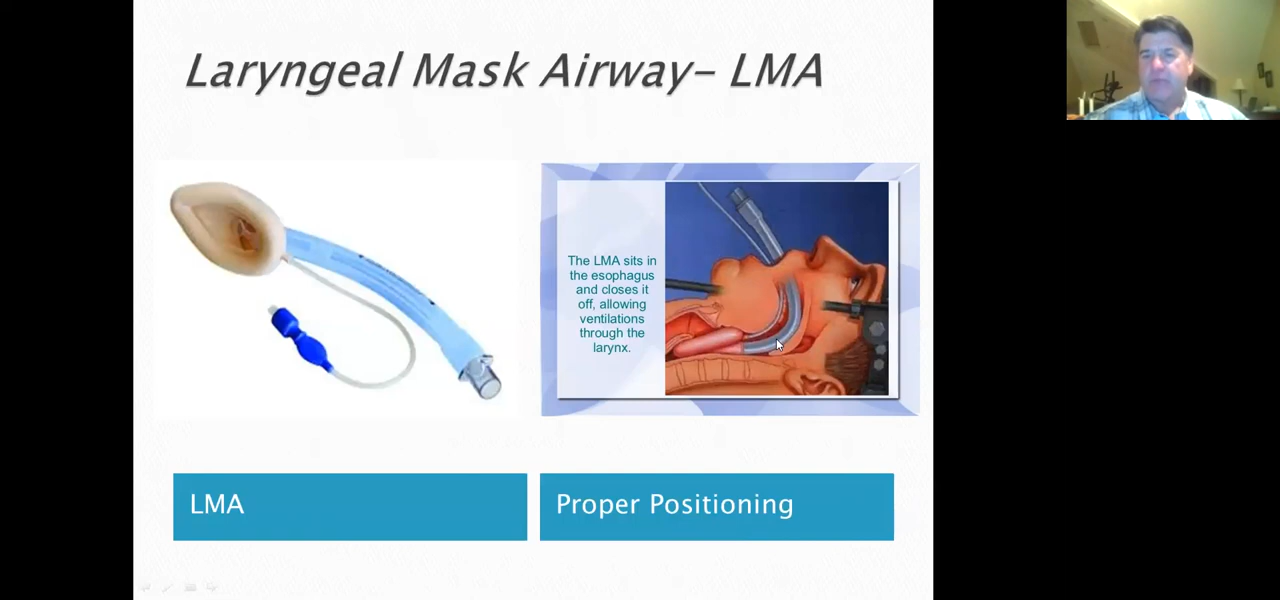 Laryngeal Mask Airway– LMA
The LMA sits in
the esophagus
and closes it
off, allowing
ventilations
through the
larynx.
LMA
Proper Positioning